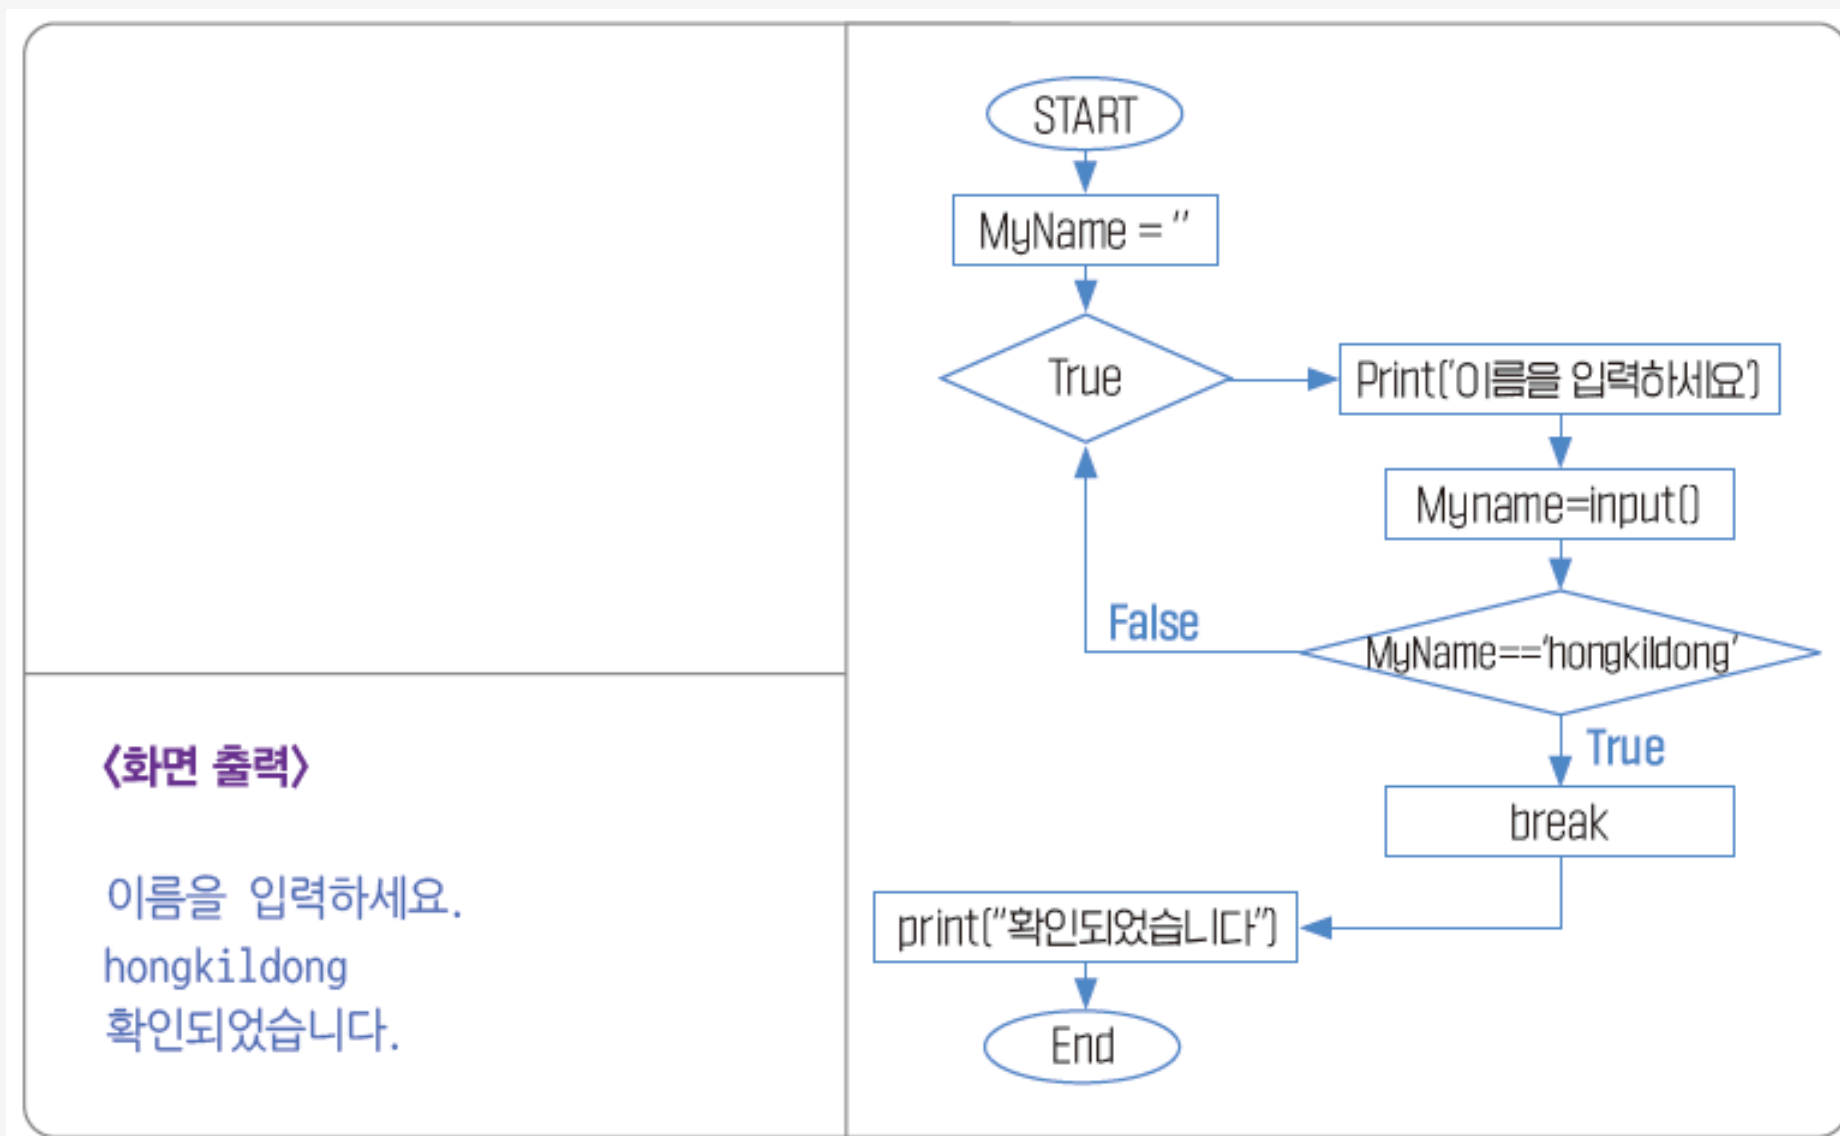 START
MyName = ''
True
Print('이름을 입력하세요')
Myname=input()
False
MyName=='hongkildong'
True
break
print("확인되었습니다")
End
<화면 출력>
이름을 입력하세요.
hongkildong
확인되었습니다.